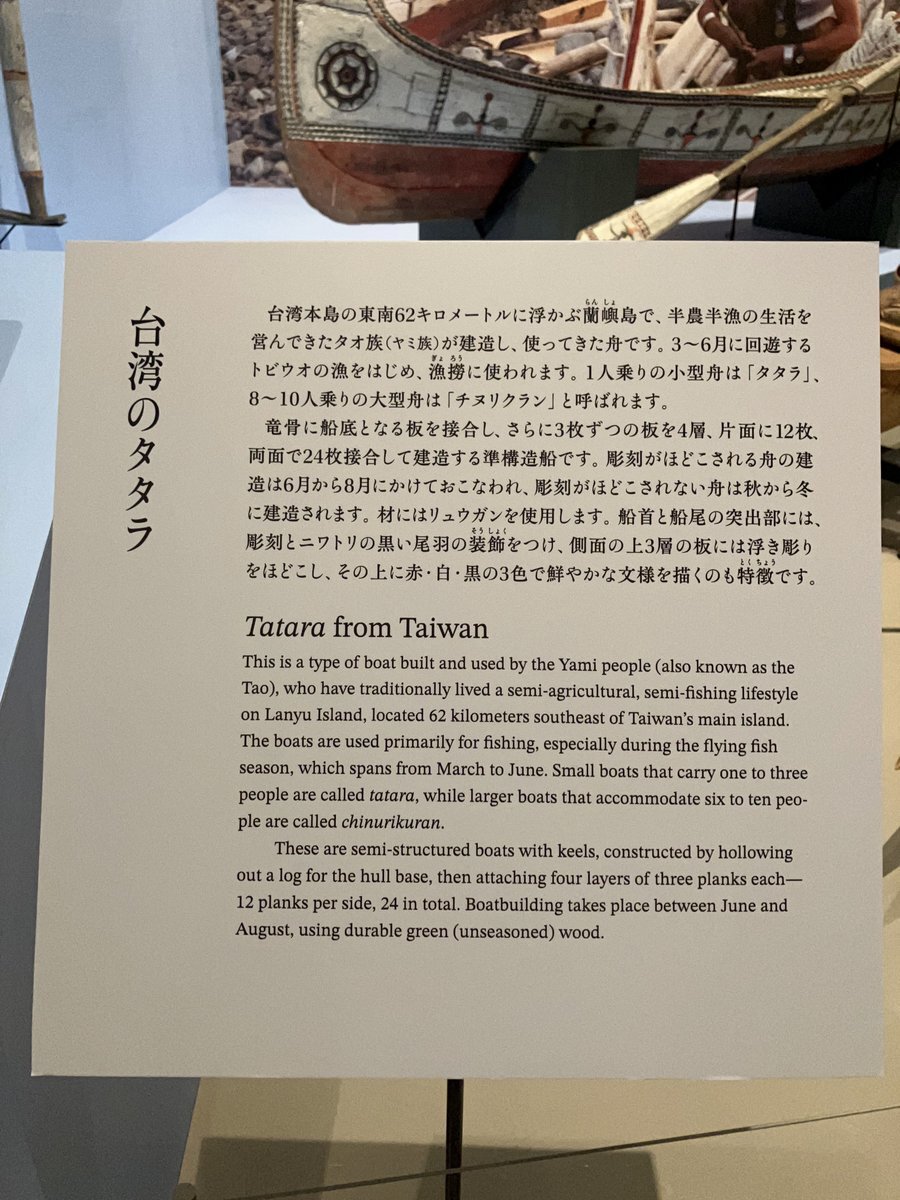 台湾のタタラ
台湾本島の東南62キロメートルに浮かぶ蘭嶼島で、半農半漁の生活を
らん しょ
営んできたタオ族(ヤミ族)が建造し、使ってきた舟です。3〜6月に回遊する
トビウオの漁をはじめ、漁撈に使われます。1人乗りの小型舟は「タタラ」、
ぎょ ろう
8〜10人乗りの大型舟は「チヌリクラン」と呼ばれます。
竜骨に船底となる板を接合し、さらに3枚ずつの板を4層、片面に12枚、
両面で24枚接合して建造する準構造船です。彫刻がほどこされる舟の建
造は6月から8月にかけておこなわれ、彫刻がほどこされない舟は秋から冬
に建造されます。材にはリュウガンを使用します。船首と船尾の突出部には、
彫刻とニワトリの黒い尾羽の装飾をつけ、側面の上3層の板には浮き彫り
そう しょく
をほどこし、その上に赤・白・黒の3色で鮮やかな文様を描くのも特徴です。
とく ちょう
Tatara from Taiwan
This is a type of boat built and used by the Yami people (also known as the
Tao), who have traditionally lived a semi-agricultural, semi-fishing lifestyle
on Lanyu Island, located 62 kilometers southeast of Taiwan's main island.
The boats are used primarily for fishing, especially during the flying fish
season, which spans from March to June. Small boats that carry one to three
people are called tatara, while larger boats that accommodate six to ten peo-
ple are called chinurikuran.
These are semi-structured boats with keels, constructed by hollowing
out a log for the hull base, then attaching four layers of three planks each—
12 planks per side, 24 in total. Boatbuilding takes place between June and
August, using durable green (unseasoned) wood.